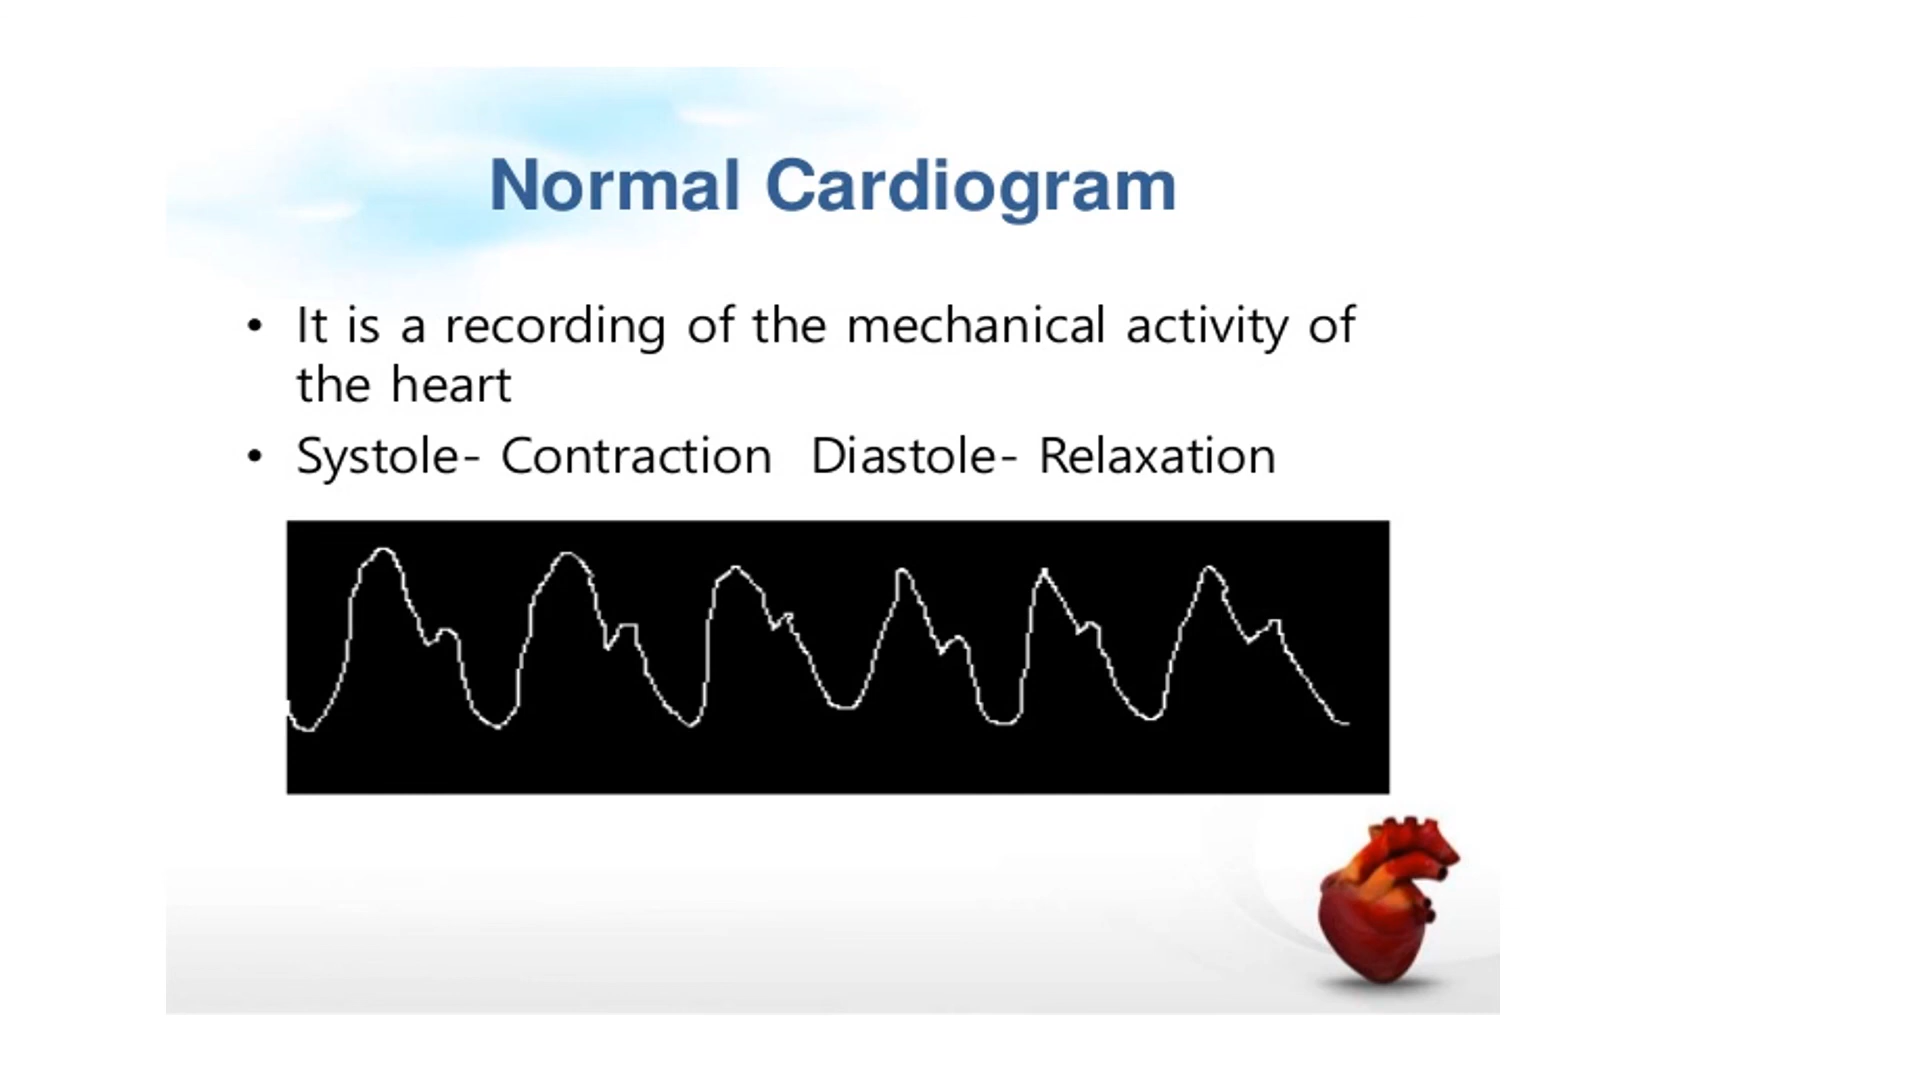 Normal Cardiogram
• It is a recording of the mechanical activity of
the heart
• Systole- Contraction Diastole- Relaxation